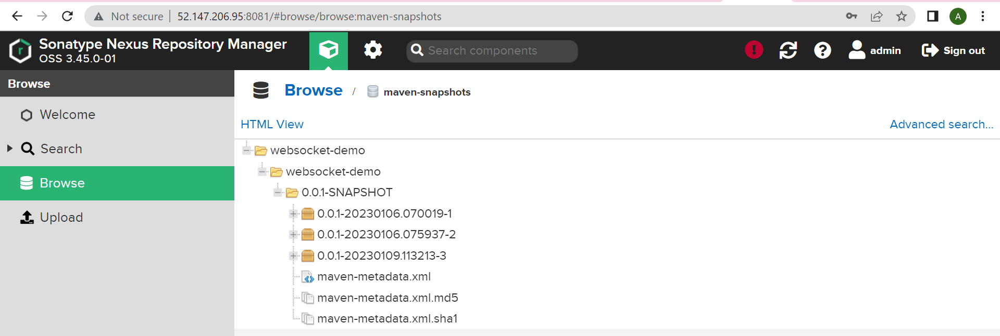 Not secure 52.147.206.95:8081/#browse/browse:maven-snapshots
A
Sonatype Nexus Repository Manager
OSS 3.45.0-01
Search components
admin
Sign out
Browse
Welcome
Search
Browse
Upload
Browse / maven-snapshots
HTML View
Advanced search...
websocket-demo
websocket-demo
0.0.1-SNAPSHOT
0.0.1-20230106.070019-1
0.0.1-20230106.075937-2
0.0.1-20230109.113213-3
maven-metadata.xml
maven-metadata.xml.md5
maven-metadata.xml.sha1